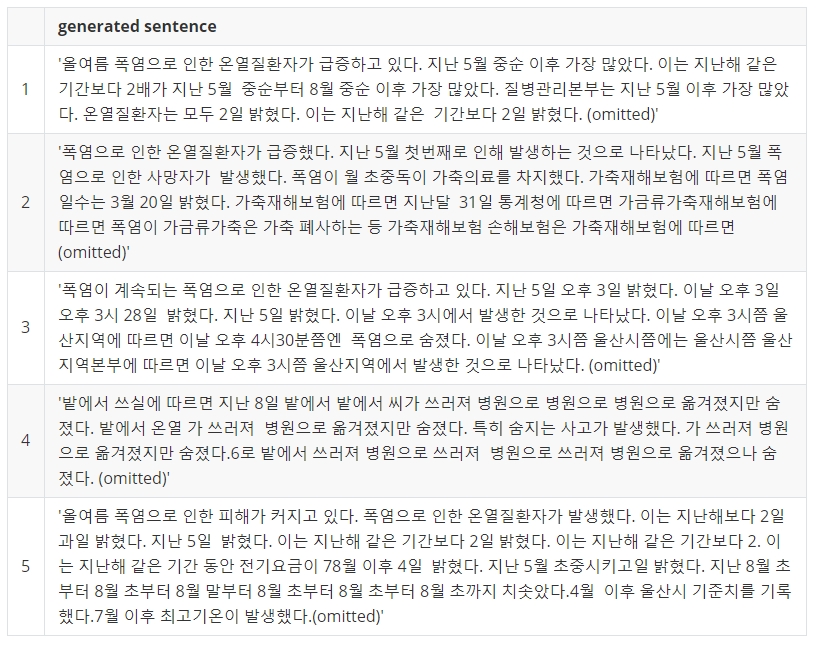 generated sentence
1
'올여름 폭염으로 인한 온열질환자가 급증하고 있다. 지난 5월 중순 이후 가장 많았다. 이는 지난해 같은
기간보다 2배가 지난 5월 중순부터 8월 중순 이후 가장 많았다. 질병관리본부는 지난 5월 이후 가장 많았
다. 온열질환자는 모두 2일 밝혔다. 이는 지난해 같은 기간보다 2일 밝혔다. (omitted)'
2
'폭염으로 인한 온열질환자가 급증했다. 지난 5월 첫번째로 인해 발생하는 것으로 나타났다. 지난 5월 폭
염으로 인한 사망자가 발생했다. 폭염이 월 초중독이 가축의료를 차지했다. 가축재해보험에 따르면 폭염
일수는 3월 20일 밝혔다. 가축재해보험에 따르면 지난달 31일 통계청에 따르면 가금류가축재해보험에
따르면 폭염이 가금류가축은 가축 폐사하는 등 가축재해보험 손해보험은 가축재해보험에 따르면
(omitted)'
3
'폭염이 계속되는 폭염으로 인한 온열질환자가 급증하고 있다. 지난 5일 오후 3일 밝혔다. 이날 오후 3일
오후 3시 28일 밝혔다. 지난 5일 밝혔다. 이날 오후 3시에서 발생한 것으로 나타났다. 이날 오후 3시쯤 울
산지역에 따르면 이날 오후 4시30분쯤엔 폭염으로 숨졌다. 이날 오후 3시쯤 울산시쯤에는 울산시쯤 울산
지역본부에 따르면 이날 오후 3시쯤 울산지역에서 발생한 것으로 나타났다. (omitted)'
4
'밭에서 쓰실에 따르면 지난 8일 밭에서 밭에서 씨가 쓰러져 병원으로 병원으로 병원으로 옮겨졌지만 숨
졌다. 밭에서 온열 가 쓰러져 병원으로 옮겨졌지만 숨졌다. 특히 숨지는 사고가 발생했다. 가 쓰러져 병원
으로 옮겨졌지만 숨졌다.6로 밭에서 쓰러져 병원으로 쓰러져 병원으로 쓰러져 병원으로 옮겨졌으나 숨
졌다. (omitted)'
5
'올여름 폭염으로 인한 피해가 커지고 있다. 폭염으로 인한 온열질환자가 발생했다. 이는 지난해보다 2일
과일 밝혔다. 지난 5일 밝혔다. 이는 지난해 같은 기간보다 2일 밝혔다. 이는 지난해 같은 기간보다 2. 이
는 지난해 같은 기간 동안 전기요금이 78월 이후 4일 밝혔다. 지난 5월 초중시키고일 밝혔다. 지난 8월 초
부터 8월 초부터 8월 말부터 8월 초부터 8월 초부터 8월 초까지 치솟았다.4월 이후 울산시 기준치를 기록
했다.7월 이후 최고기온이 발생했다.(omitted)'